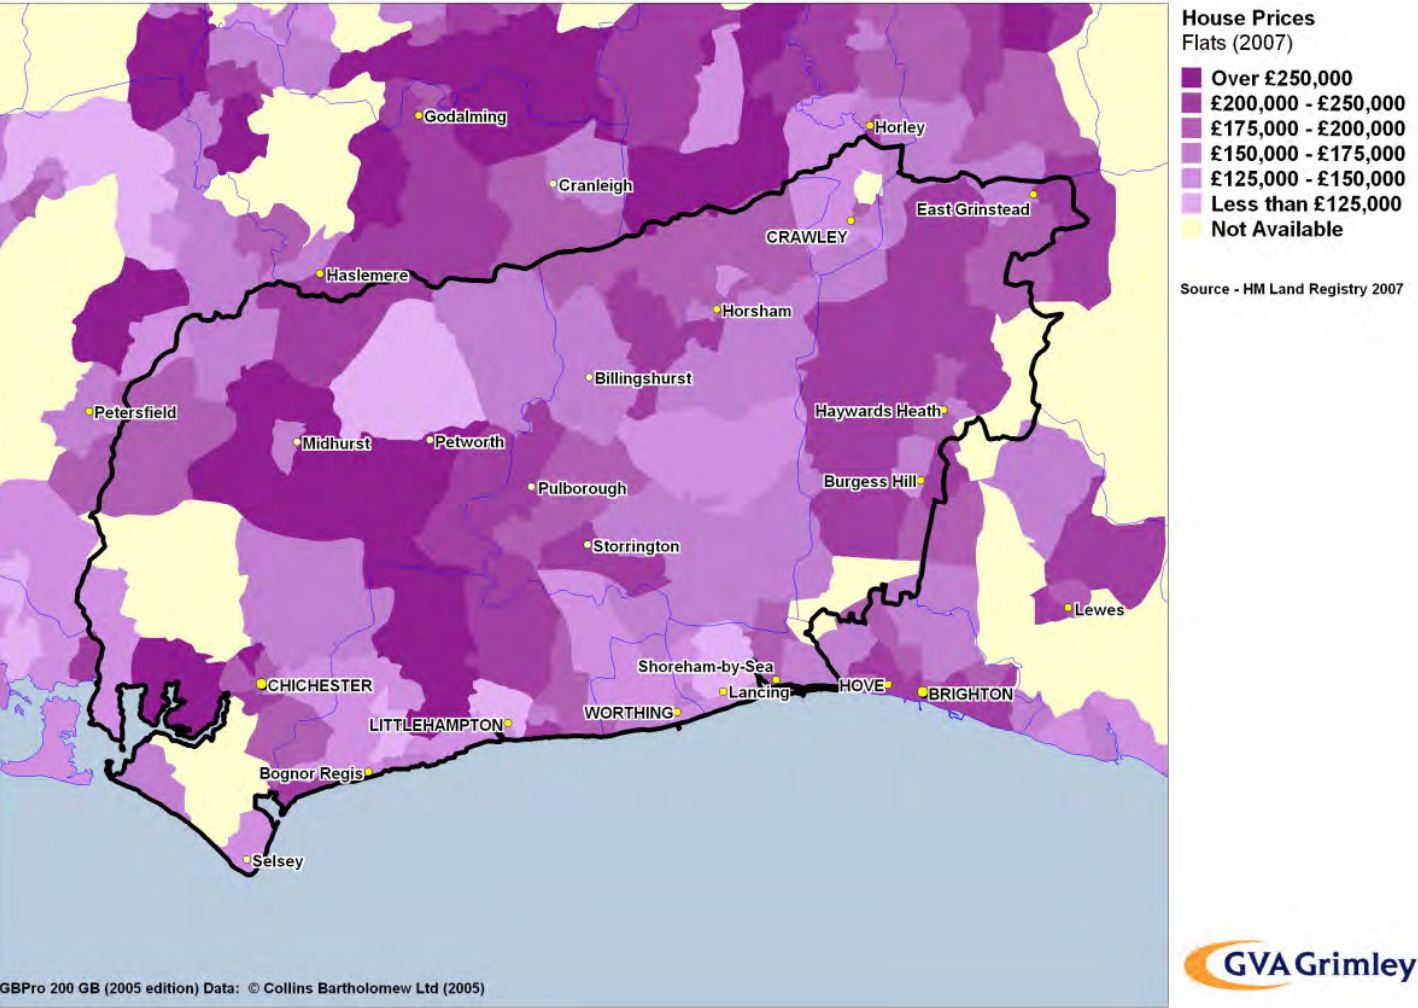 House Prices
Flats (2007)
Over £250,000
£200,000 - £250,000
£175,000 - £200,000
£150,000 - £175,000
£125,000 - £150,000
Less than £125,000
Not Available
Source - HM Land Registry 2007
Godalming
Horley
Cranleigh
East Grinstead
CRAWLEY
Haslemere
Horsham
Billingshurst
Petersfield
Haywards Heath
Midhurst
Petworth
Burgess Hill
Pulborough
Storrington
Lewes
Shoreham-by-Sea
CHICHESTER
HOVE
Lancing
BRIGHTON
WORTHING
LITTLEHAMPTON
Bognor Regis
Selsey
GVA Grimley
GBPro 200 GB (2005 edition) Data: © Collins Bartholomew Ltd (2005)